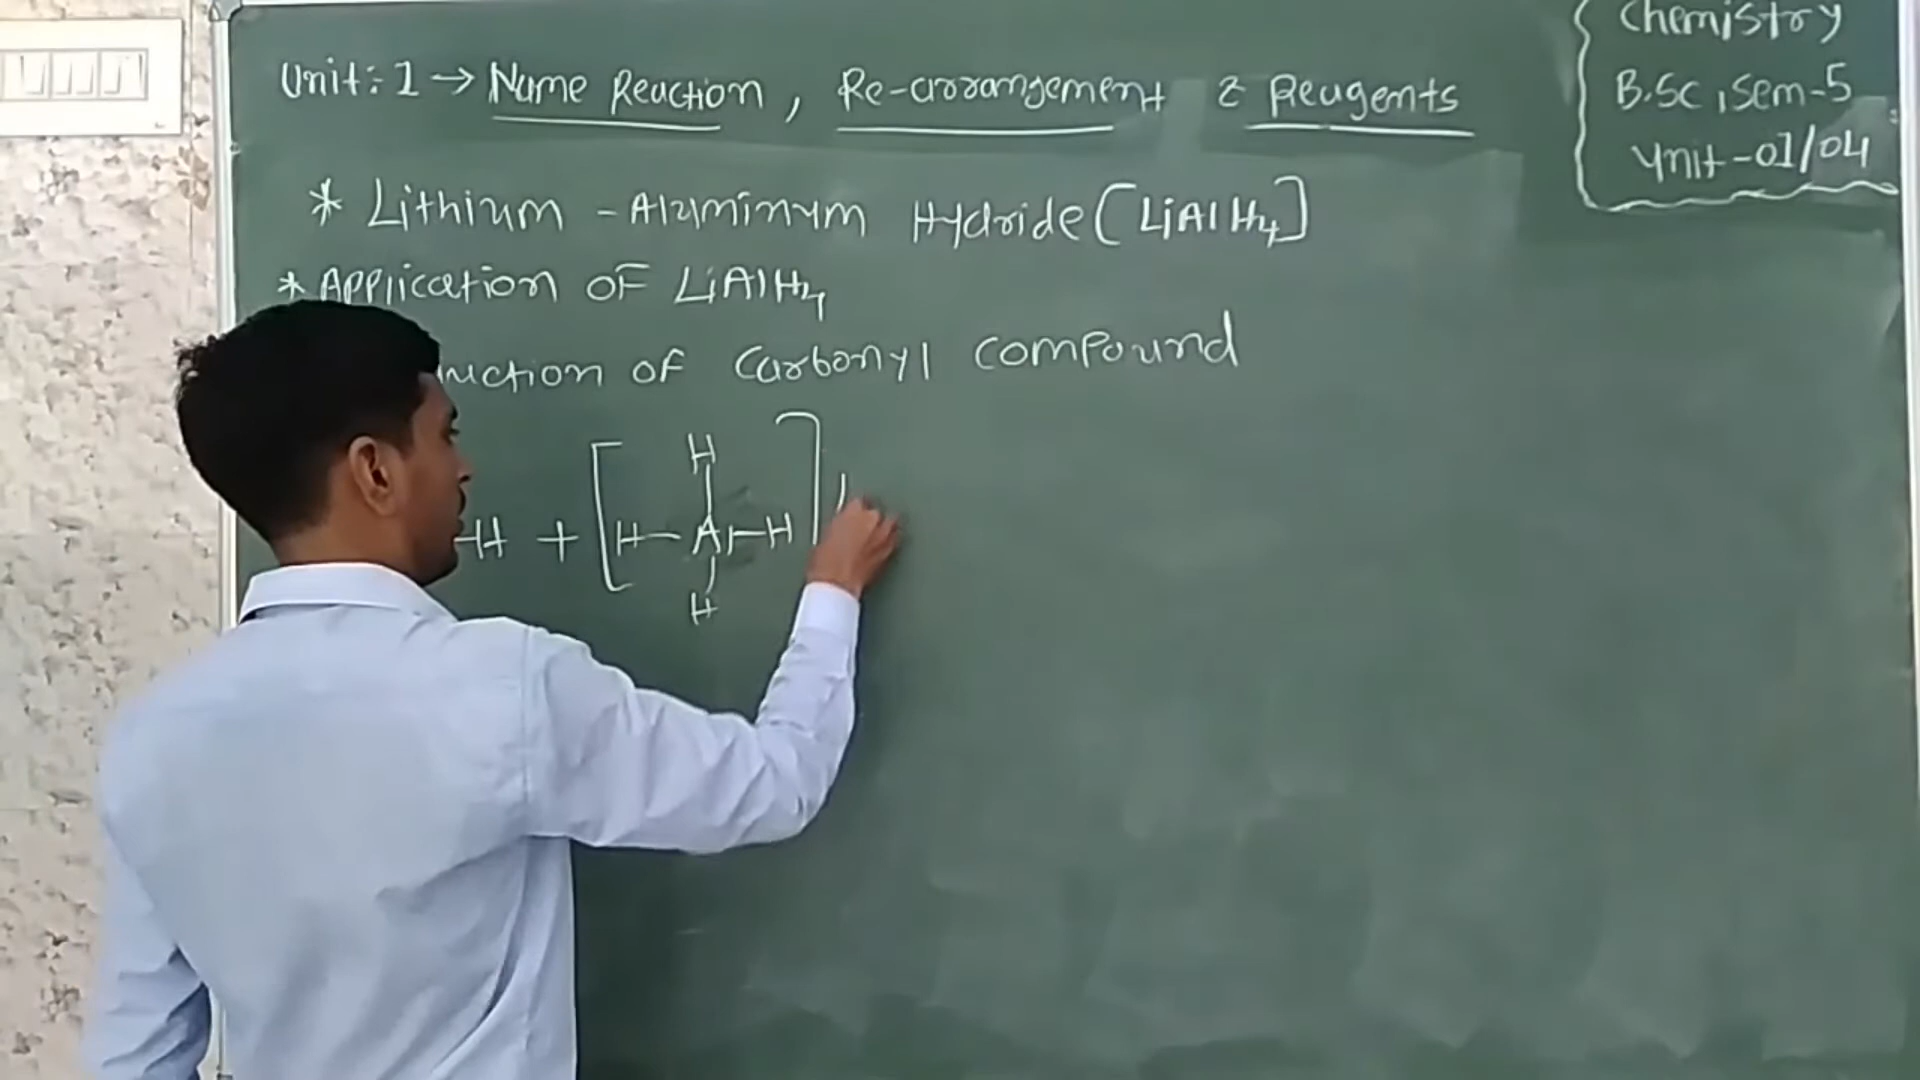 Chemistry
B.Sc, Sem-5
Unit-01/04
Unit:1 → Name Reaction, Re-arrangement & Reagents
* Lithium - Aluminum Hydride [LiAlH4]
* Application of LiAlH4
of Carbonyl Compound
H
H + [H-Al-H]
H